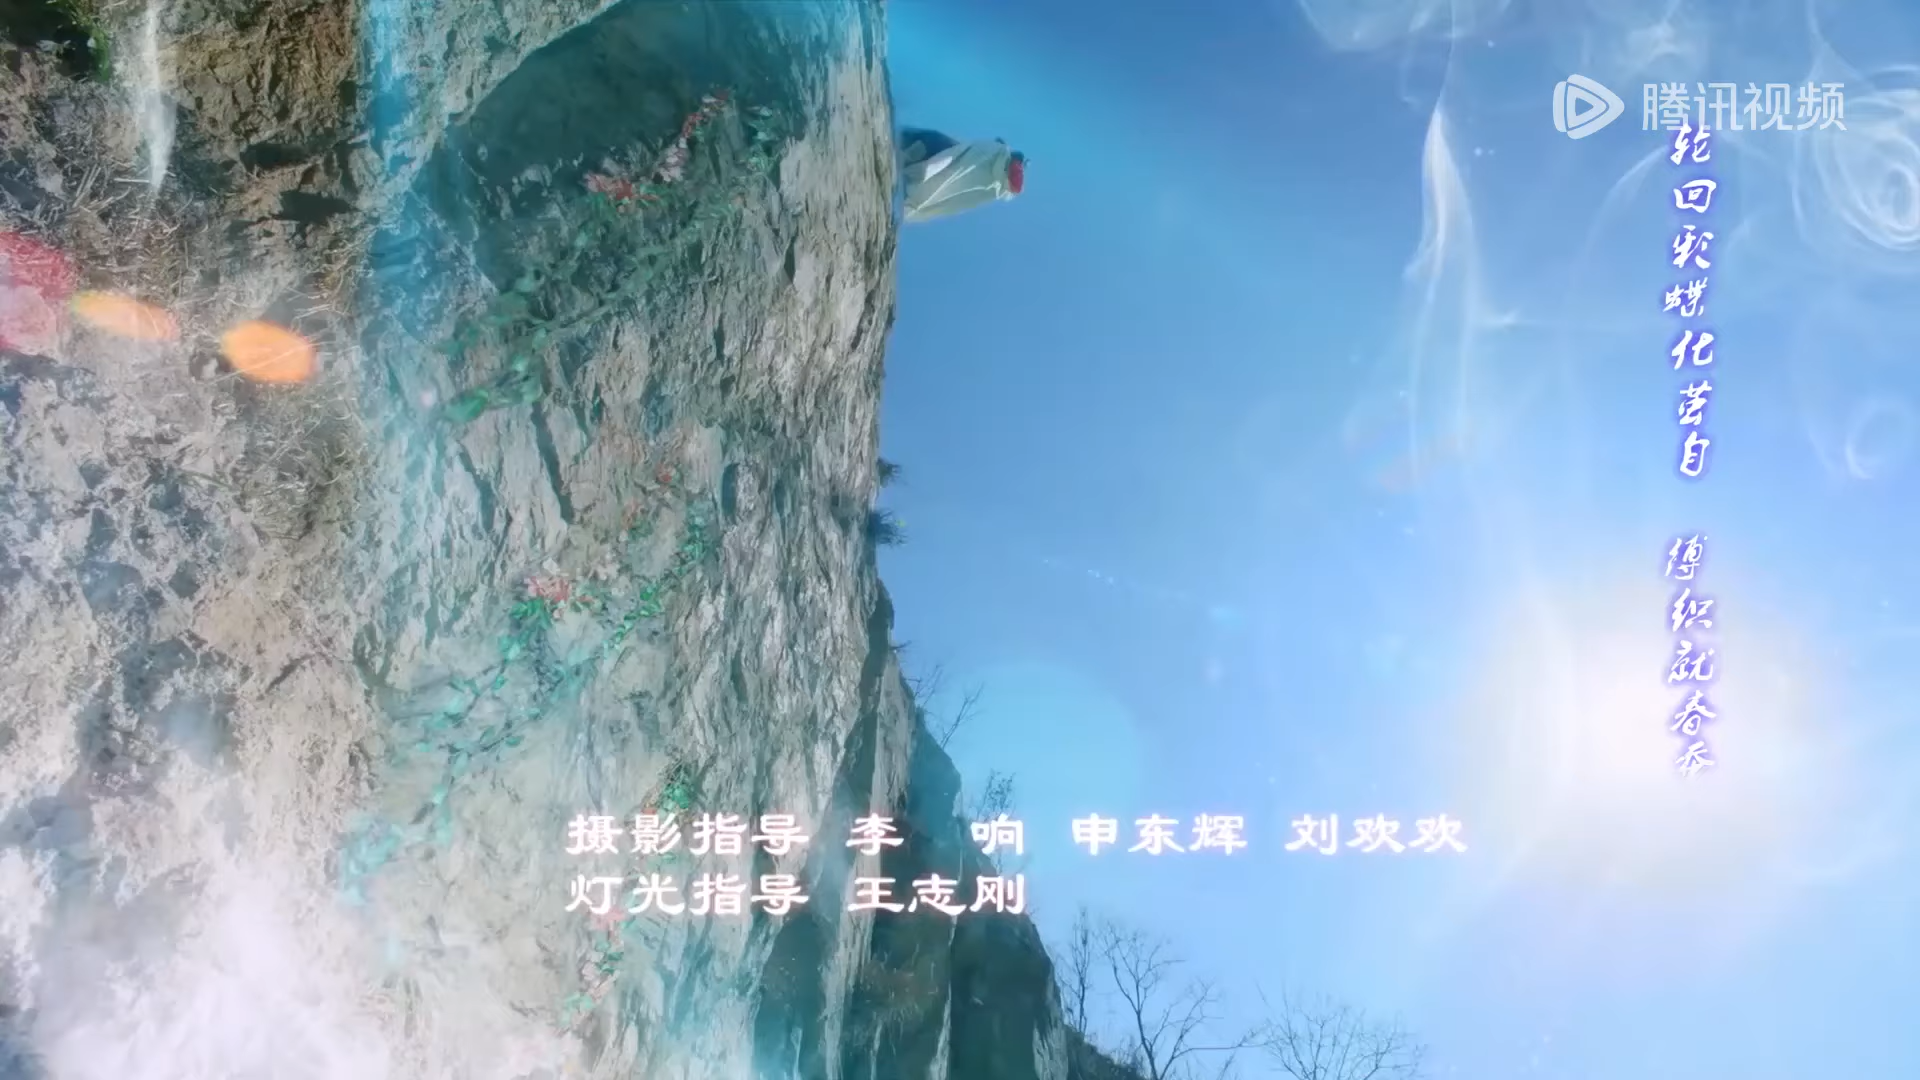 腾讯视频
轮回彩蝶化茧自 缚织就春
摄影指导 李 响 申东辉 刘欢欢
灯光指导 王志刚